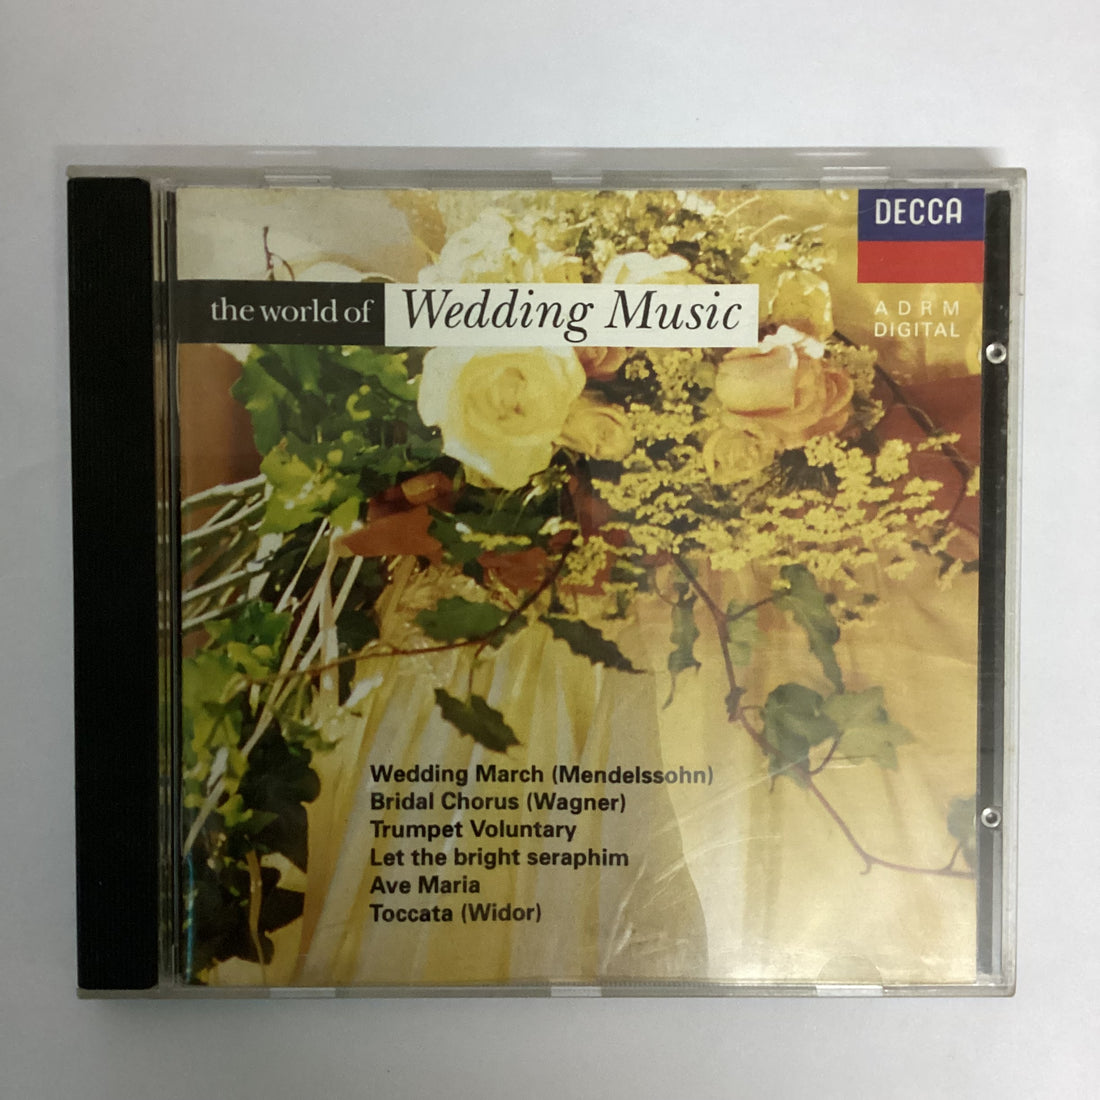 DECCA
ADRM
DIGITAL
the world of Wedding Music
Wedding March (Mendelssohn)
Bridal Chorus (Wagner)
Trumpet Voluntary
Let the bright seraphim
Ave Maria
Toccata (Widor)